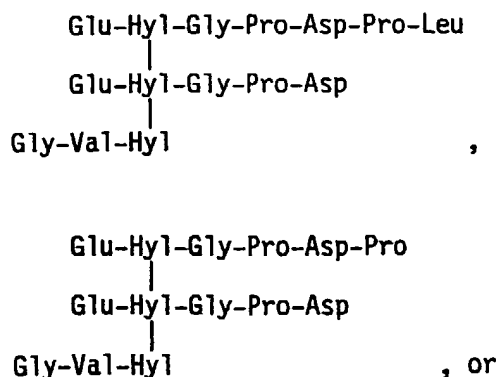 Glu-Hyl-Gly-Pro-Asp-Pro-Leu
Glu-Hyl-Gly-Pro-Asp
Gly-Val-Hyl ,
Glu-Hyl-Gly-Pro-Asp-Pro
Glu-Hyl-Gly-Pro-Asp
Gly-Val-Hyl , or